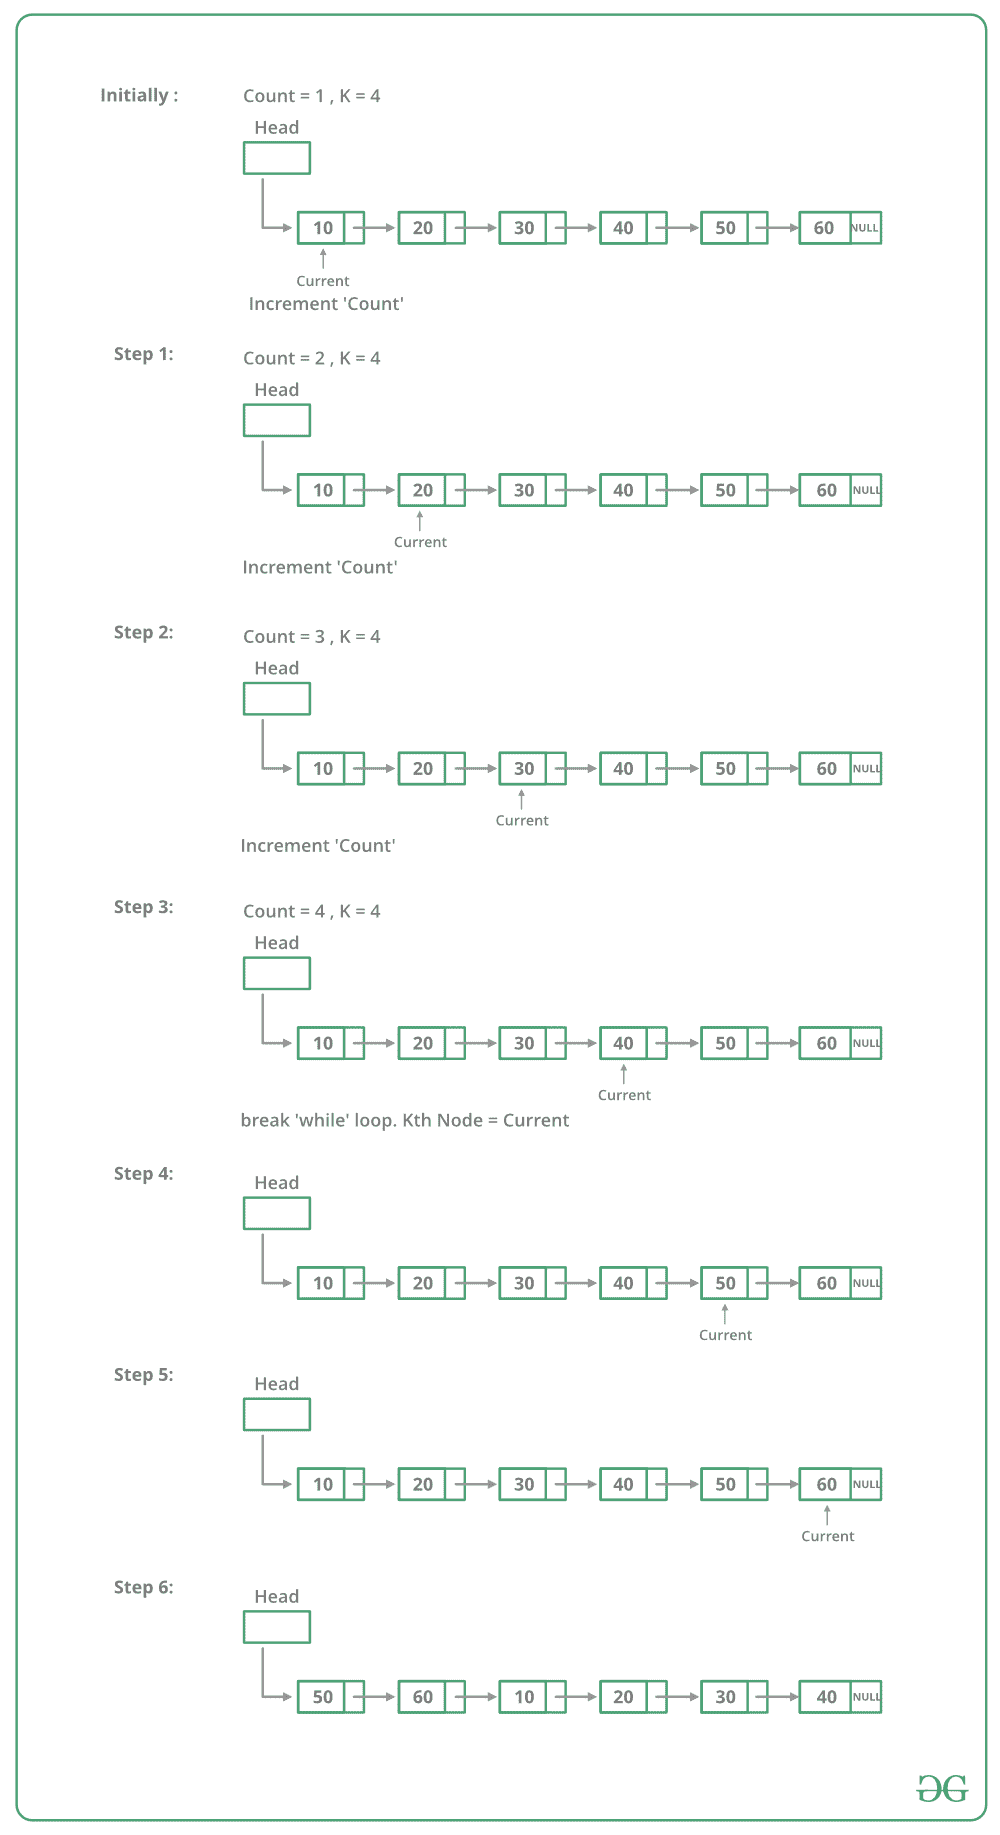 Initially : Count = 1 , K = 4
Head
10 20 30 40 50 60 NULL
Current
Increment 'Count'
Step 1: Count = 2 , K = 4
Head
10 20 30 40 50 60 NULL
Current
Increment 'Count'
Step 2: Count = 3 , K = 4
Head
10 20 30 40 50 60 NULL
Current
Increment 'Count'
Step 3: Count = 4 , K = 4
Head
10 20 30 40 50 60 NULL
Current
break 'while' loop. Kth Node = Current
Step 4: Head
10 20 30 40 50 60 NULL
Current
Step 5: Head
10 20 30 40 50 60 NULL
Current
Step 6: Head
50 60 10 20 30 40 NULL